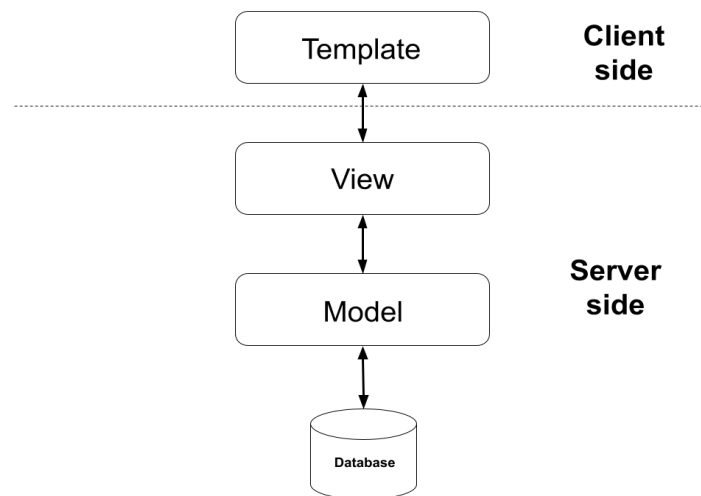 Template
Client
side
View
Server
side
Model
Database